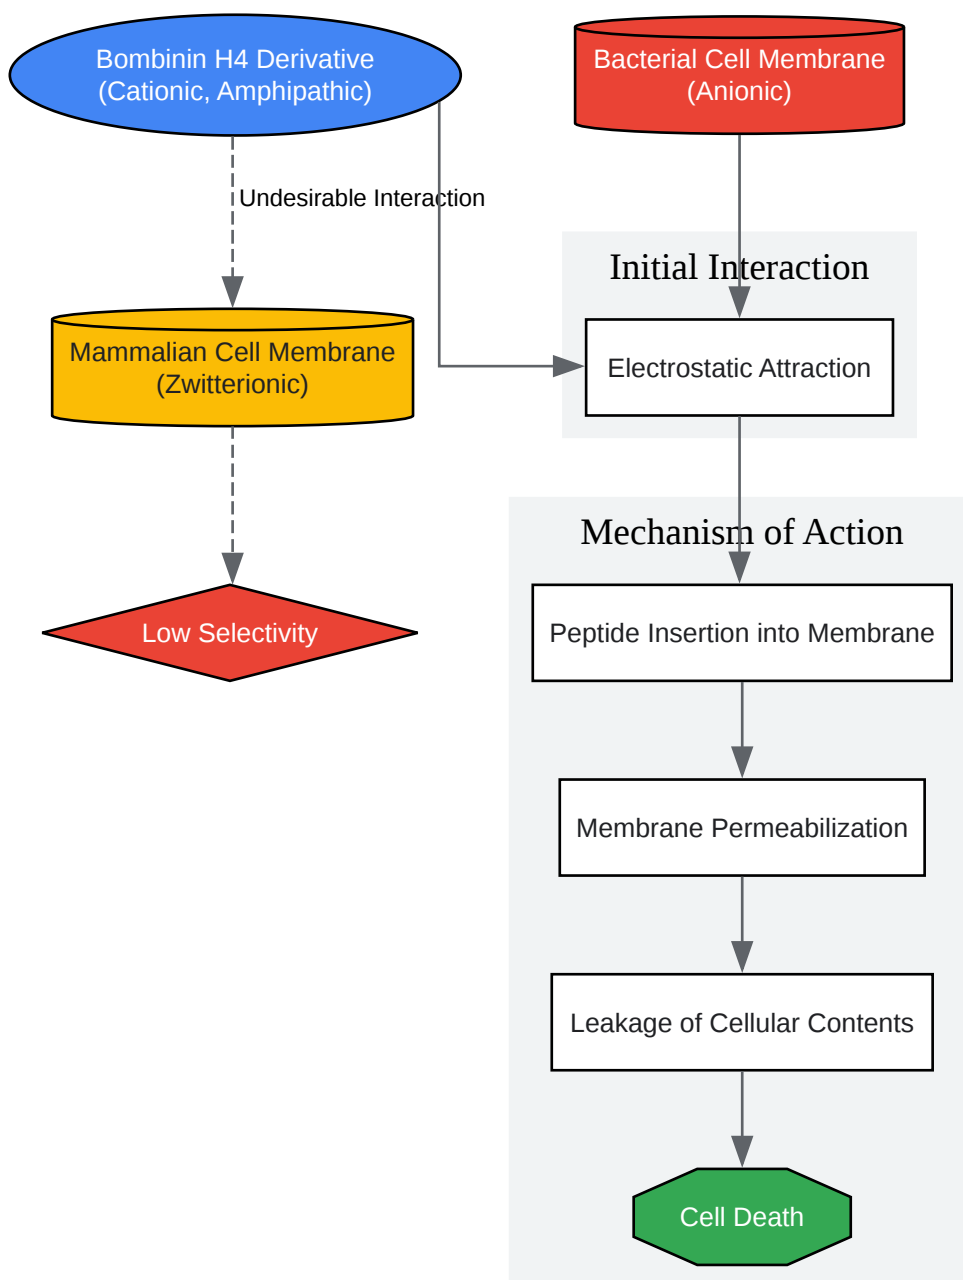 Bombinin H4 Derivative
(Cationic, Amphipathic)
Bacterial Cell Membrane
(Anionic)
Undesirable Interaction
Initial Interaction
Mammalian Cell Membrane
(Zwitterionic)
Electrostatic Attraction
Mechanism of Action
Low Selectivity
Peptide Insertion into Membrane
Membrane Permeabilization
Leakage of Cellular Contents
Cell Death